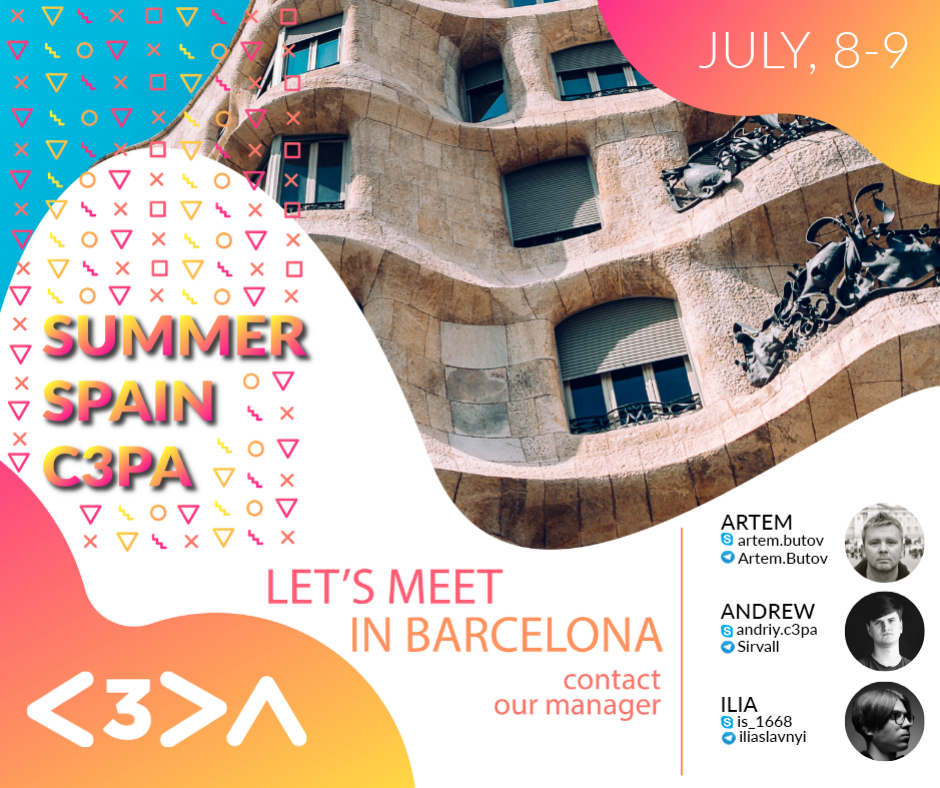 JULY, 8-9
SUMMER
SPAIN
C3PA
LET'S MEET
IN BARCELONA
contact
our manager
ARTEM
artem.butov
Artem.Butov
ANDREW
andriy.c3pa
Sirvall
ILIA
is_1668
iliaslavnyi
<3>Λ